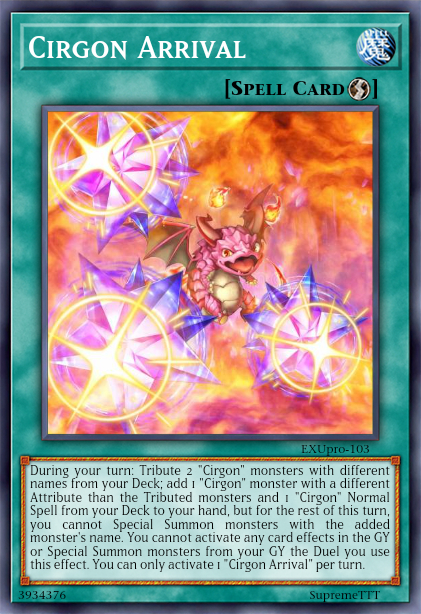 CIRGON ARRIVAL
魔
[SPELL CARD]
EXUpro-103
During your turn: Tribute 2 "Cirgon" monsters with different
names from your Deck; add 1 "Cirgon" monster with a different
Attribute than the Tributed monsters and 1 "Cirgon" Normal
Spell from your Deck to your hand, but for the rest of this turn,
you cannot Special Summon monsters with the added
monster's name. You cannot activate any card effects in the GY
or Special Summon monsters from your GY the Duel you use
this effect. You can only activate 1 "Cirgon Arrival" per turn.
3934376
SupremeTTT